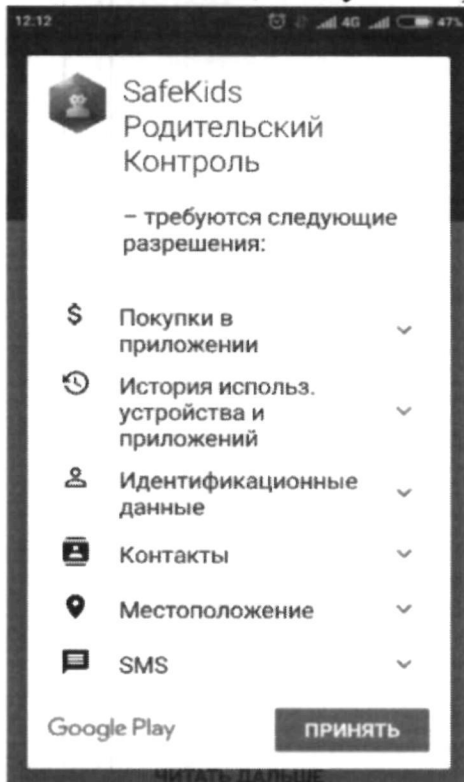 12.12 4G 47%
SafeKids
Родительский
Контроль
– требуются следующие
разрешения:
Покупки в
приложении
История использ.
устройства и
приложений
Идентификационные
данные
Контакты
Местоположение
SMS
Google Play ПРИНЯТЬ
ЧИТАТЬ ДАЛЬШЕ